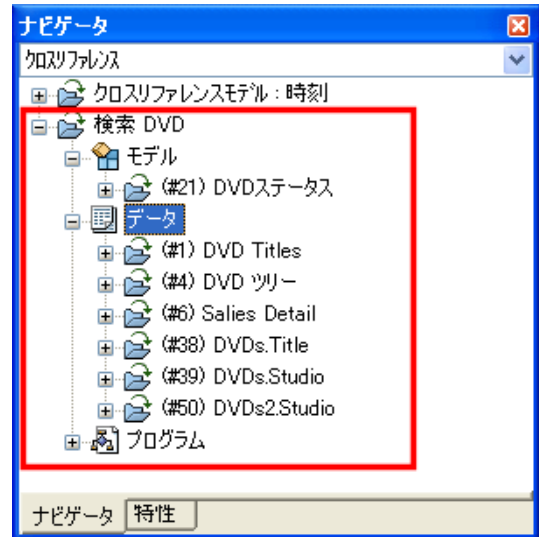 ナビゲータ
クロスリファレンス
クロスリファレンスモデル：時刻
検索 DVD
モデル
(#21) DVDステータス
データ
(#1) DVD Titles
(#4) DVD ツリー
(#6) Salies Detail
(#38) DVDs.Title
(#39) DVDs.Studio
(#50) DVDs2.Studio
プログラム
ナビゲータ 特性